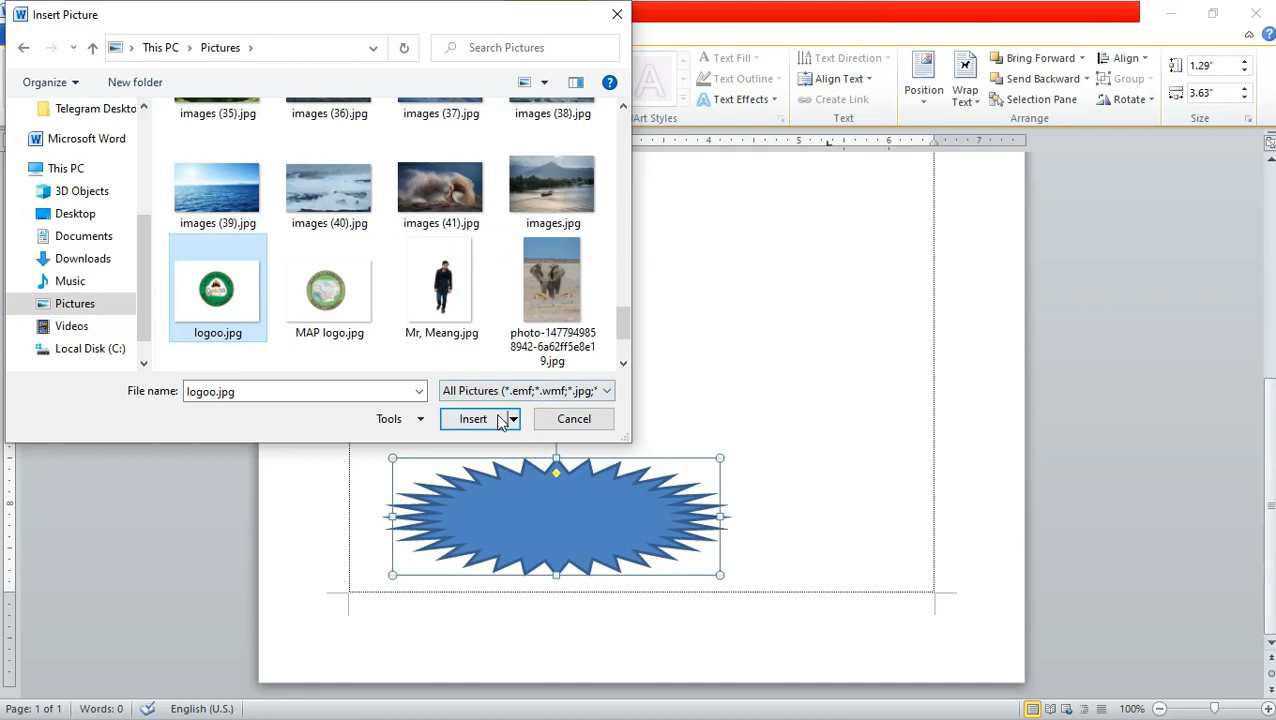 Insert Picture
This PC
Pictures
Search Pictures
Organize
New folder
Telegram Deskto
Microsoft Word
This PC
3D Objects
Desktop
Documents
Downloads
Music
Pictures
Videos
Local Disk (C:)
images (35).jpg
images (36).jpg
images (37).jpg
images (38).jpg
images (39).jpg
images (40).jpg
images (41).jpg
images.jpg
logoo.jpg
MAP logo.jpg
Mr, Meang.jpg
photo-147794985
8942-6a62ff5e8e1
9.jpg
File name:
logoo.jpg
All Pictures (*.emf;*.wmf;*.jpg;*
Tools
Insert
Cancel
Text Fill
Text Outline
Text Effects
Art Styles
Text Direction
Align Text
Create Link
Text
Position
Wrap
Text
Bring Forward
Send Backward
Selection Pane
Align
Group
Rotate
Arrange
1.29"
3.63"
Size
4 5 6 7
Page: 1 of 1
Words: 0
English (U.S.)
100%